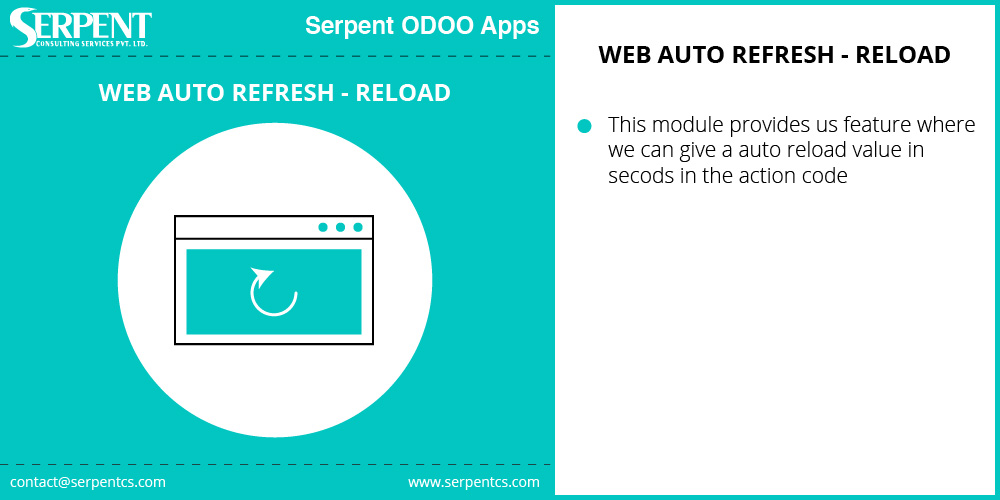 SERPENT
CONSULTING SERVICES PVT. LTD.
Serpent ODOO Apps
WEB AUTO REFRESH - RELOAD
contact@serpentcs.com
www.serpentcs.com
WEB AUTO REFRESH - RELOAD
This module provides us feature where
we can give a auto reload value in
secods in the action code